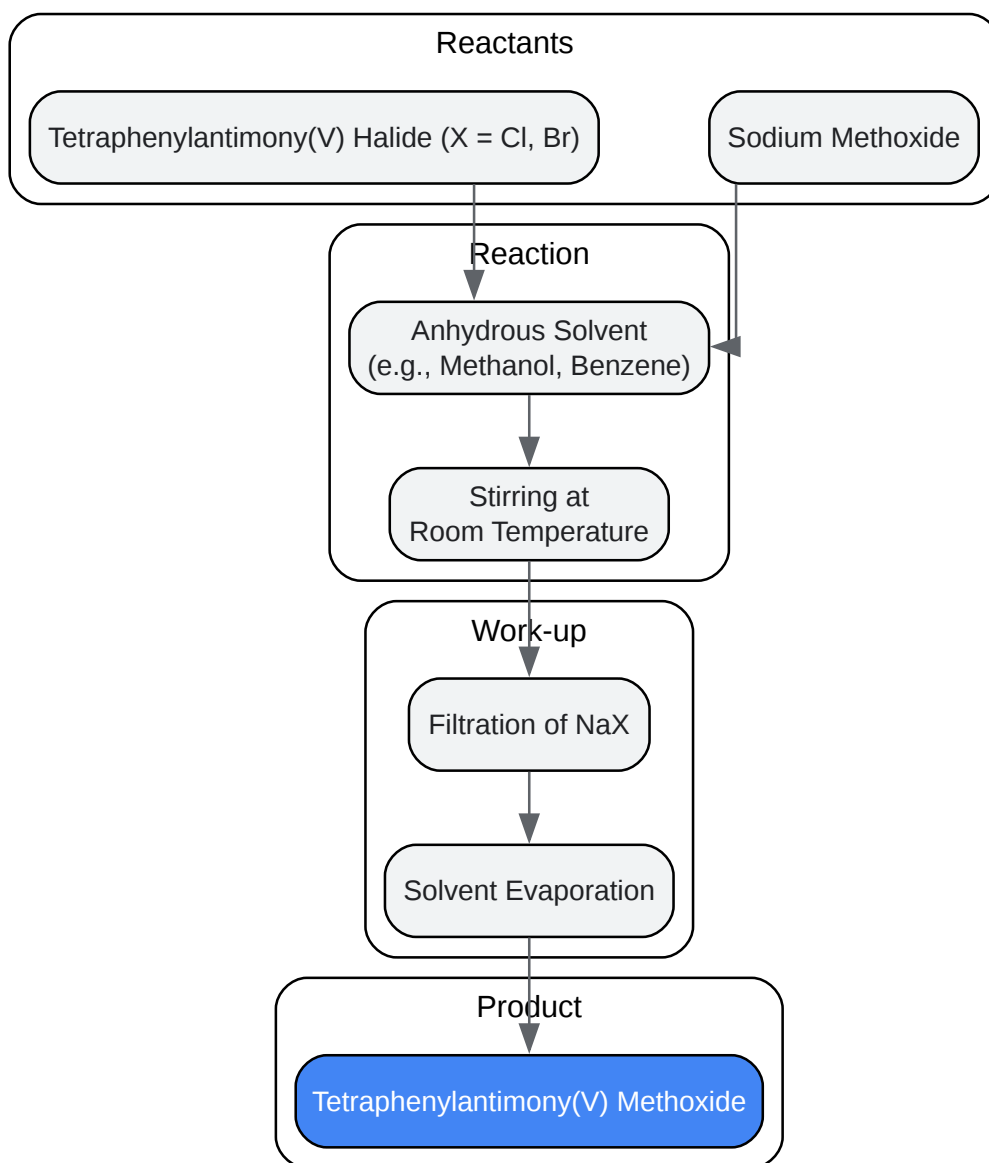 Reactants
Tetraphenylantimony(V) Halide (X = Cl, Br)
Sodium Methoxide
Reaction
Anhydrous Solvent
(e.g., Methanol, Benzene)
Stirring at
Room Temperature
Work-up
Filtration of NaX
Solvent Evaporation
Product
Tetraphenylantimony(V) Methoxide